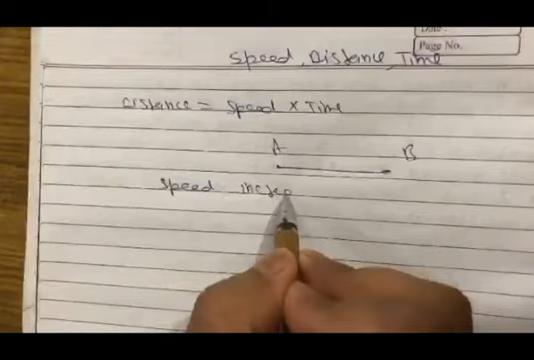 Date:
Page No.
Speed, Distance, Time
Distance = Speed × Time
A B
Speed increa